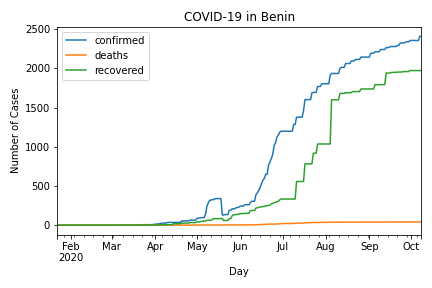 COVID-19 in Benin
2500
2000
1500
1000
500
0
Number of Cases
confirmed
deaths
recovered
Feb Mar Apr May Jun Jul Aug Sep Oct
2020
Day